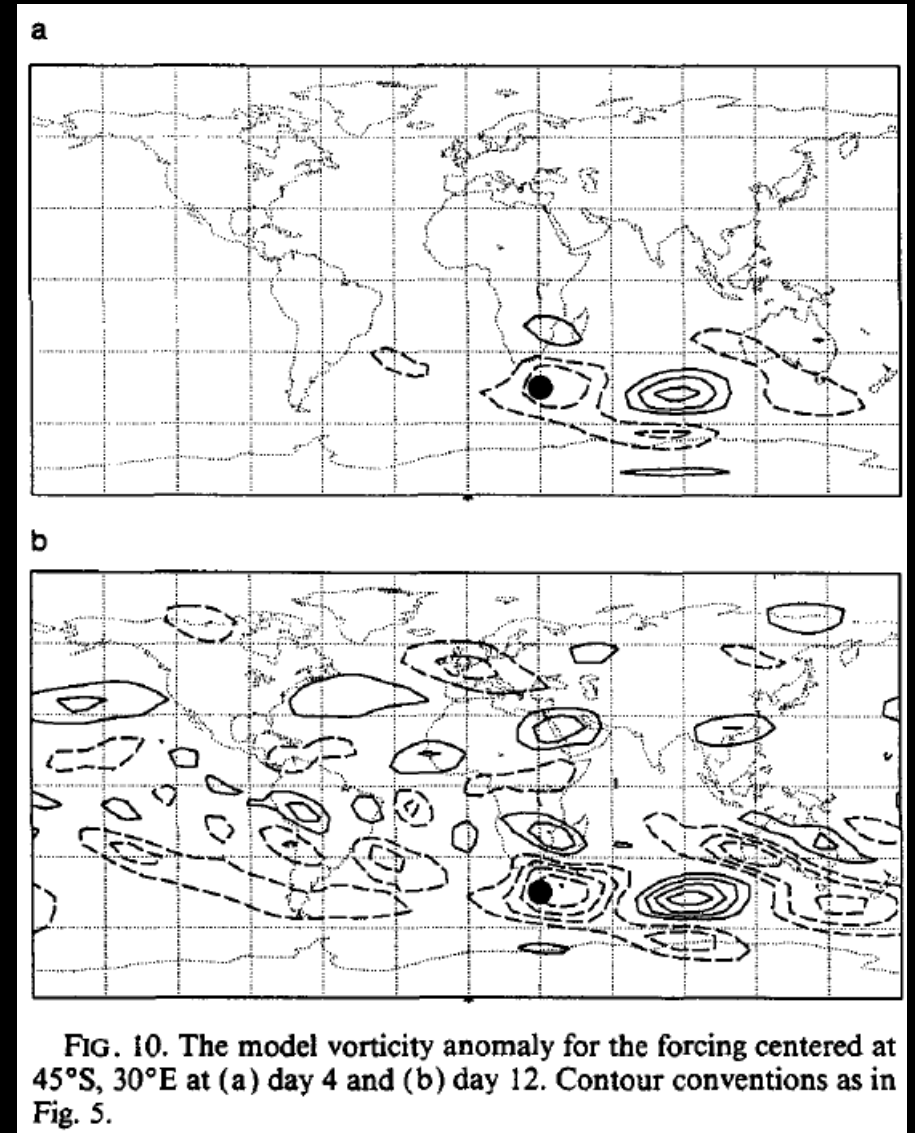 a
b
FIG. 10. The model vorticity anomaly for the forcing centered at
45°S, 30°E at (a) day 4 and (b) day 12. Contour conventions as in
Fig. 5.